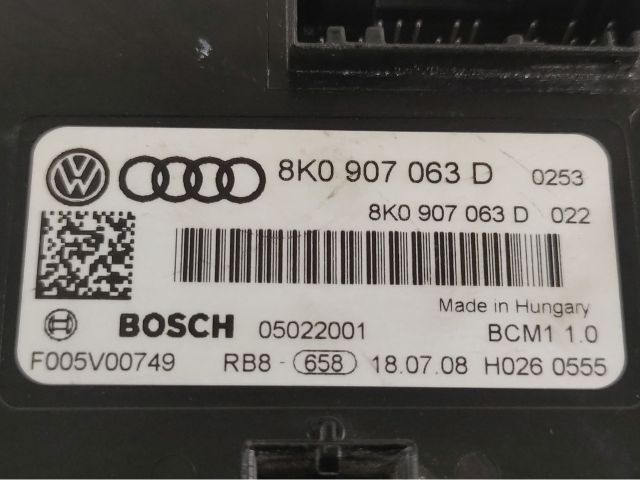 8K0 907 063 D 0253
8K0 907 063 D 022
Made in Hungary
BOSCH 05022001 BCM1 1.0
F005V00749 RB8 - 658 18.07.08 H026 0555